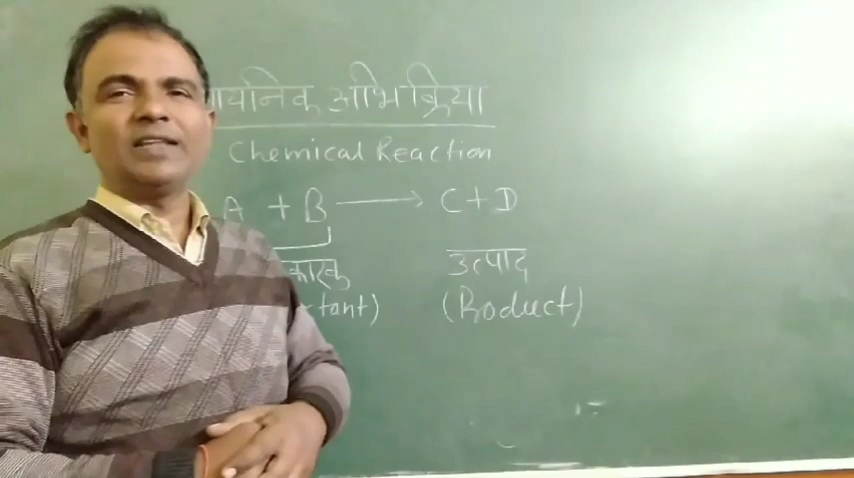 अभिक्रिया
Chemical Reaction
A + B ⟶ C + D
उत्पाद
(Product)